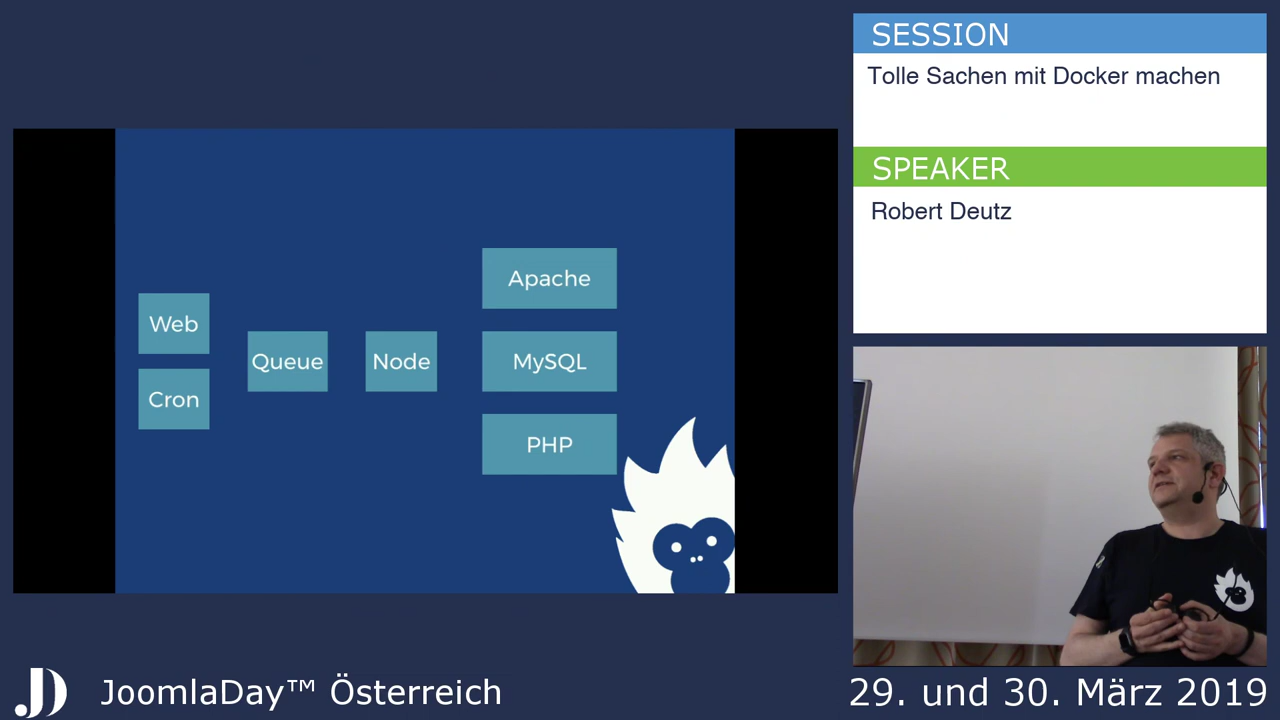 SESSION
Tolle Sachen mit Docker machen
SPEAKER
Robert Deutz
Web
Cron
Queue
Node
Apache
MySQL
PHP
JoomlaDay™ Österreich
29. und 30. März 2019